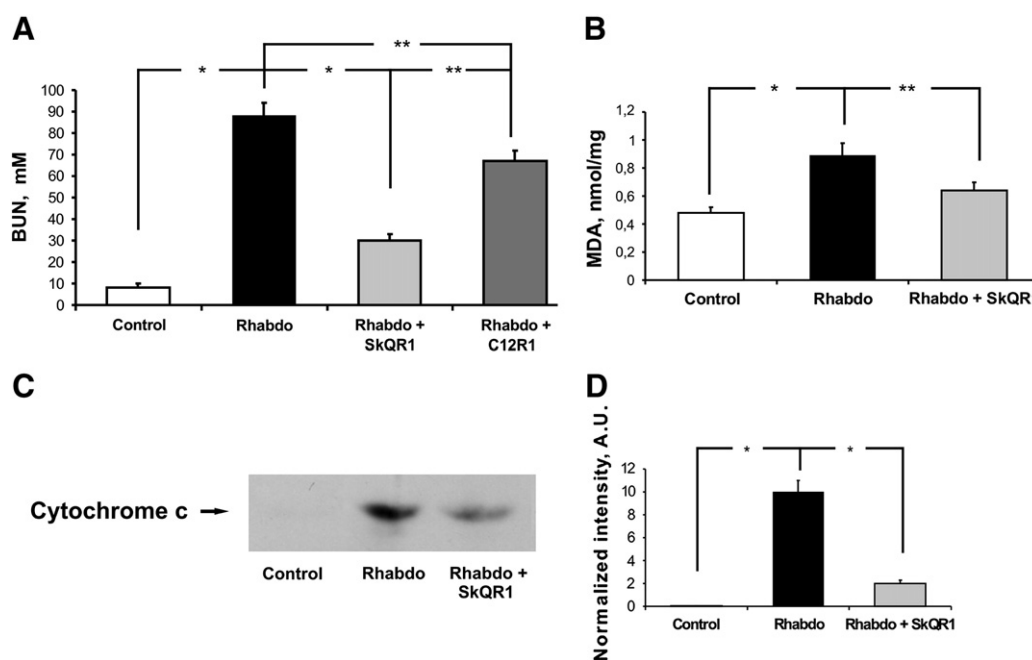 A
**
*
*
**
BUN, mM
100
90
80
70
60
50
40
30
20
10
0
Control
Rhabdo
Rhabdo +
SkQR1
Rhabdo +
C12R1
B
*
**
MDA, nmol/mg
1,2
1
0,8
0,6
0,4
0,2
0
Control
Rhabdo
Rhabdo + SkQR
C
Cytochrome c
Control
Rhabdo
Rhabdo +
SkQR1
D
*
*
Normalized intensity, A.U.
12
10
8
6
4
2
0
Control
Rhabdo
Rhabdo + SkQR1